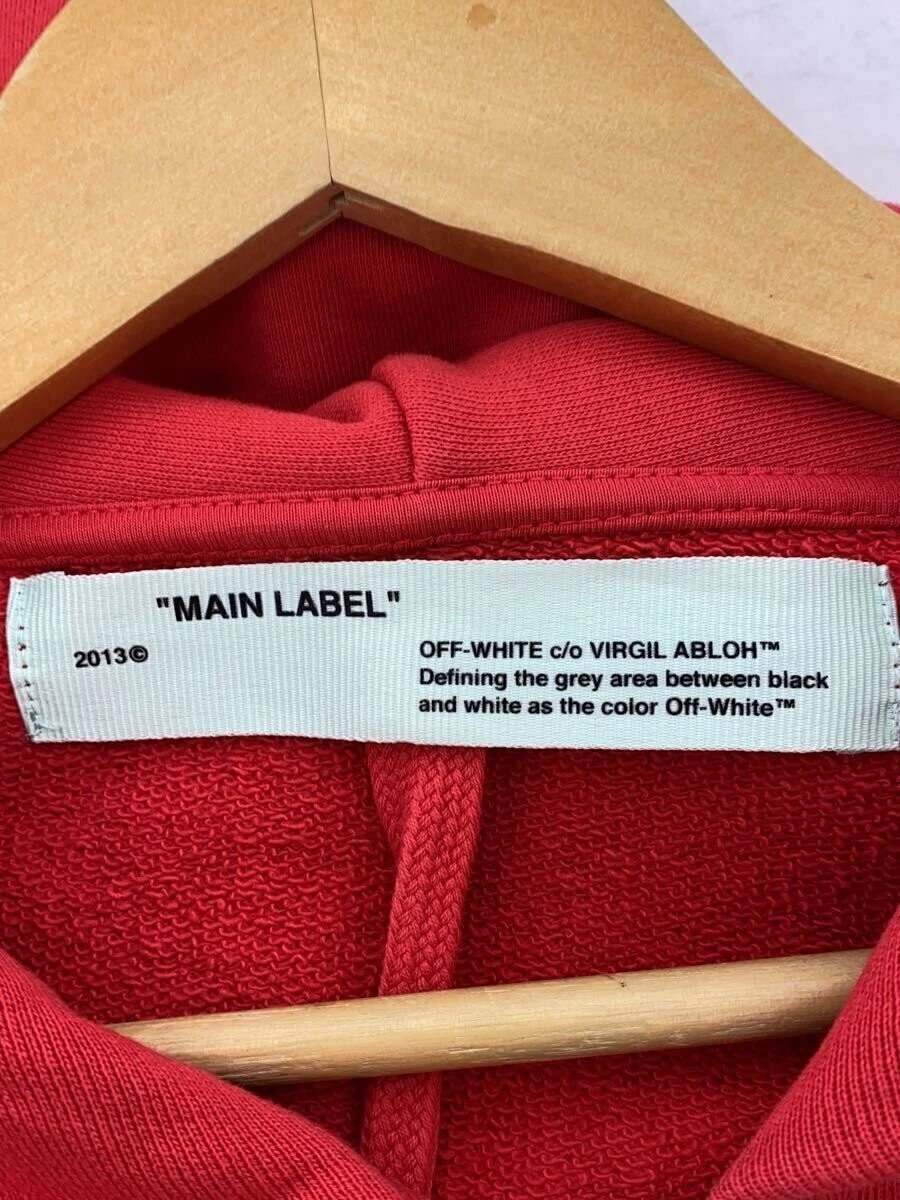 "MAIN LABEL"
2013©
OFF-WHITE c/o VIRGIL ABLOH™
Defining the grey area between black
and white as the color Off-White™